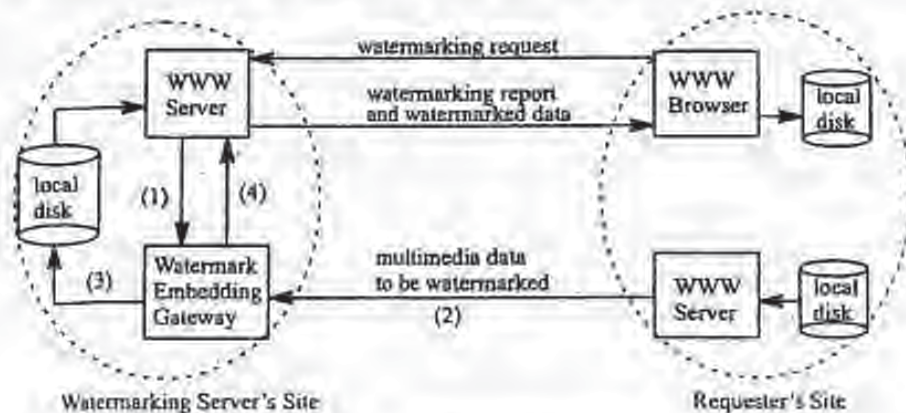 watermarking request
WWW
Server
WWW
Browser
local
disk
watermarking report
and watermarked data
local
disk
(1)
(4)
(3)
Watermark
Embedding
Gateway
multimedia data
to be watermarked
(2)
WWW
Server
local
disk
Watermarking Server's Site
Requester's Site